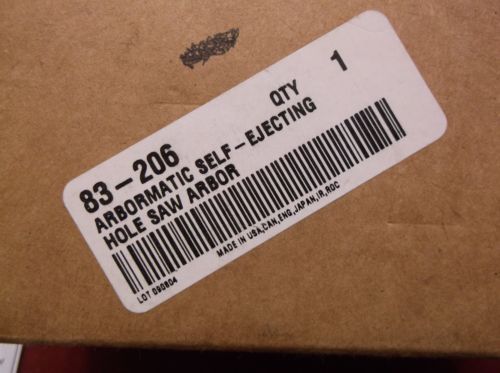 83-206
QTY 1
ARBORMATIC SELF-EJECTING
HOLE SAW ARBOR
LOT 090804
MADE IN USA,CAN,ENG,JAPAN,IR,ROC